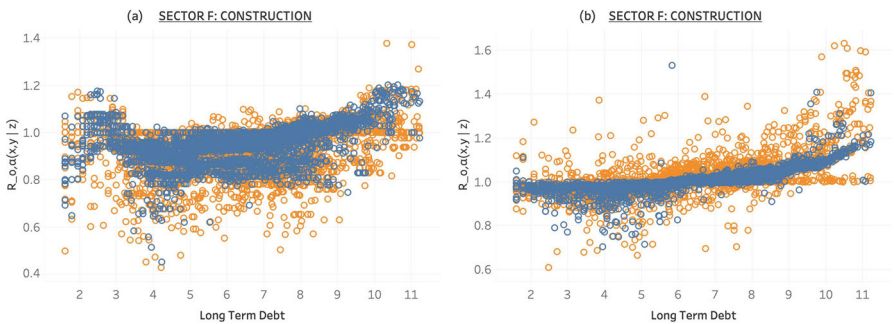 (a) SECTOR F: CONSTRUCTION
R_o,α(x,y | z)
1.4
1.2
1.0
0.8
0.6
0.4
2 3 4 5 6 7 8 9 10 11
Long Term Debt
(b) SECTOR F: CONSTRUCTION
R_o,α(x,y | z)
1.6
1.4
1.2
1.0
0.8
0.6
2 3 4 5 6 7 8 9 10 11
Long Term Debt